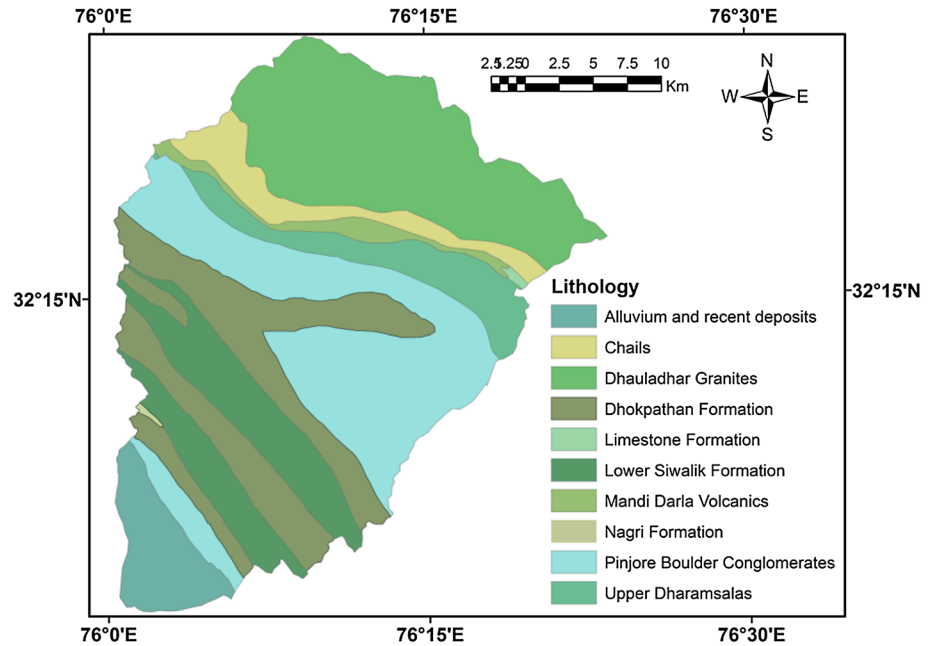 76°0'E 76°15'E 76°30'E
2.5 1.25 0 2.5 5 7.5 10
Km
N
W E
S
32°15'N 32°15'N
Lithology
Alluvium and recent deposits
Chails
Dhauladhar Granites
Dhokpathan Formation
Limestone Formation
Lower Siwalik Formation
Mandi Darla Volcanics
Nagri Formation
Pinjore Boulder Conglomerates
Upper Dharamsalas
76°0'E 76°15'E 76°30'E